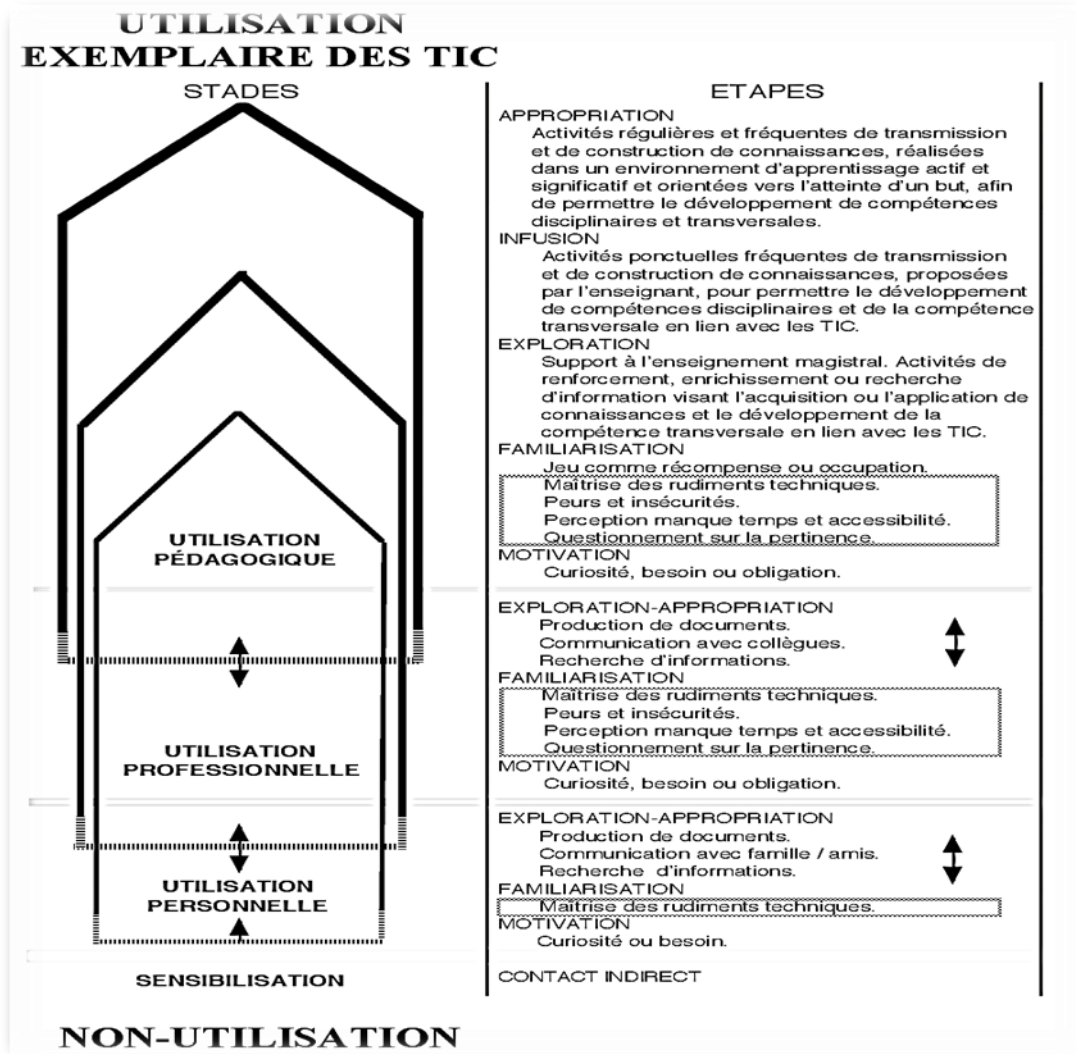 UTILISATION
EXEMPLAIRE DES TIC
STADES
UTILISATION
PÉDAGOGIQUE
UTILISATION
PROFESSIONNELLE
UTILISATION
PERSONNELLE
SENSIBILISATION
NON-UTILISATION
ETAPES
APPROPRIATION
Activités régulières et fréquentes de transmission
et de construction de connaissances, réalisées
dans un environnement d'apprentissage actif et
significatif et orientées vers l'atteinte d'un but, afin
de permettre le développement de compétences
disciplinaires et transversales.
INFUSION
Activités ponctuelles fréquentes de transmission
et de construction de connaissances, proposées
par l'enseignant, pour permettre le développement
de compétences disciplinaires et de la compétence
transversale en lien avec les TIC.
EXPLORATION
Support à l'enseignement magistral. Activités de
renforcement, enrichissement ou recherche
d'information visant l'acquisition ou l'application de
connaissances et le développement de la
compétence transversale en lien avec les TIC.
FAMILIARISATION
Jeu comme récompense ou occupation.
Maîtrise des rudiments techniques.
Peurs et insécurités.
Perception manque temps et accessibilité.
Questionnement sur la pertinence.
MOTIVATION
Curiosité, besoin ou obligation.
EXPLORATION-APPROPRIATION
Production de documents.
Communication avec collègues.
Recherche d'informations.
FAMILIARISATION
Maîtrise des rudiments techniques.
Peurs et insécurités.
Perception manque temps et accessibilité.
Questionnement sur la pertinence.
MOTIVATION
Curiosité, besoin ou obligation.
EXPLORATION-APPROPRIATION
Production de documents.
Communication avec famille / amis.
Recherche d'informations.
FAMILIARISATION
Maîtrise des rudiments techniques.
MOTIVATION
Curiosité ou besoin.
CONTACT INDIRECT